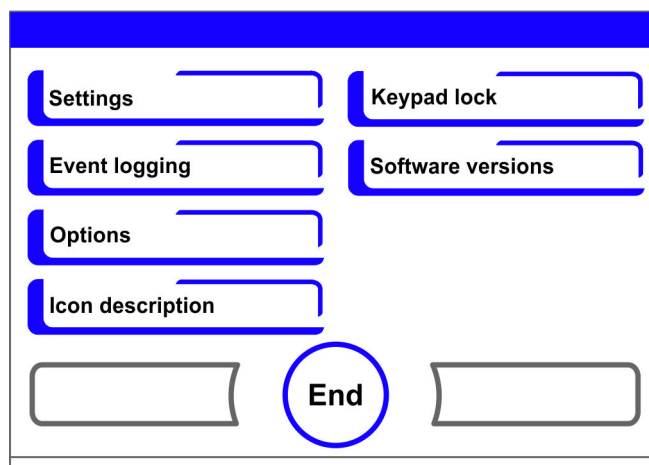 Settings
Event logging
Options
Icon description
Keypad lock
Software versions
End